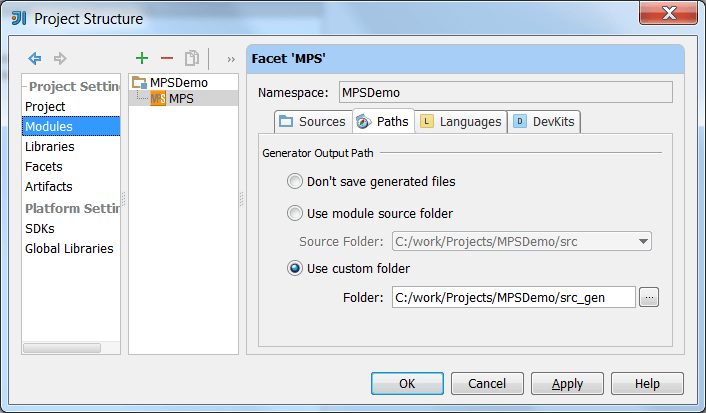 Project Structure
Project Settin
Project
Modules
Libraries
Facets
Artifacts
Platform Settin
SDKs
Global Libraries
MPSDemo
MPS
Facet 'MPS'
Namespace: MPSDemo
Sources Paths L Languages D DevKits
Generator Output Path
Don't save generated files
Use module source folder
Source Folder: C:/work/Projects/MPSDemo/src
Use custom folder
Folder: C:/work/Projects/MPSDemo/src_gen ...
OK Cancel Apply Help